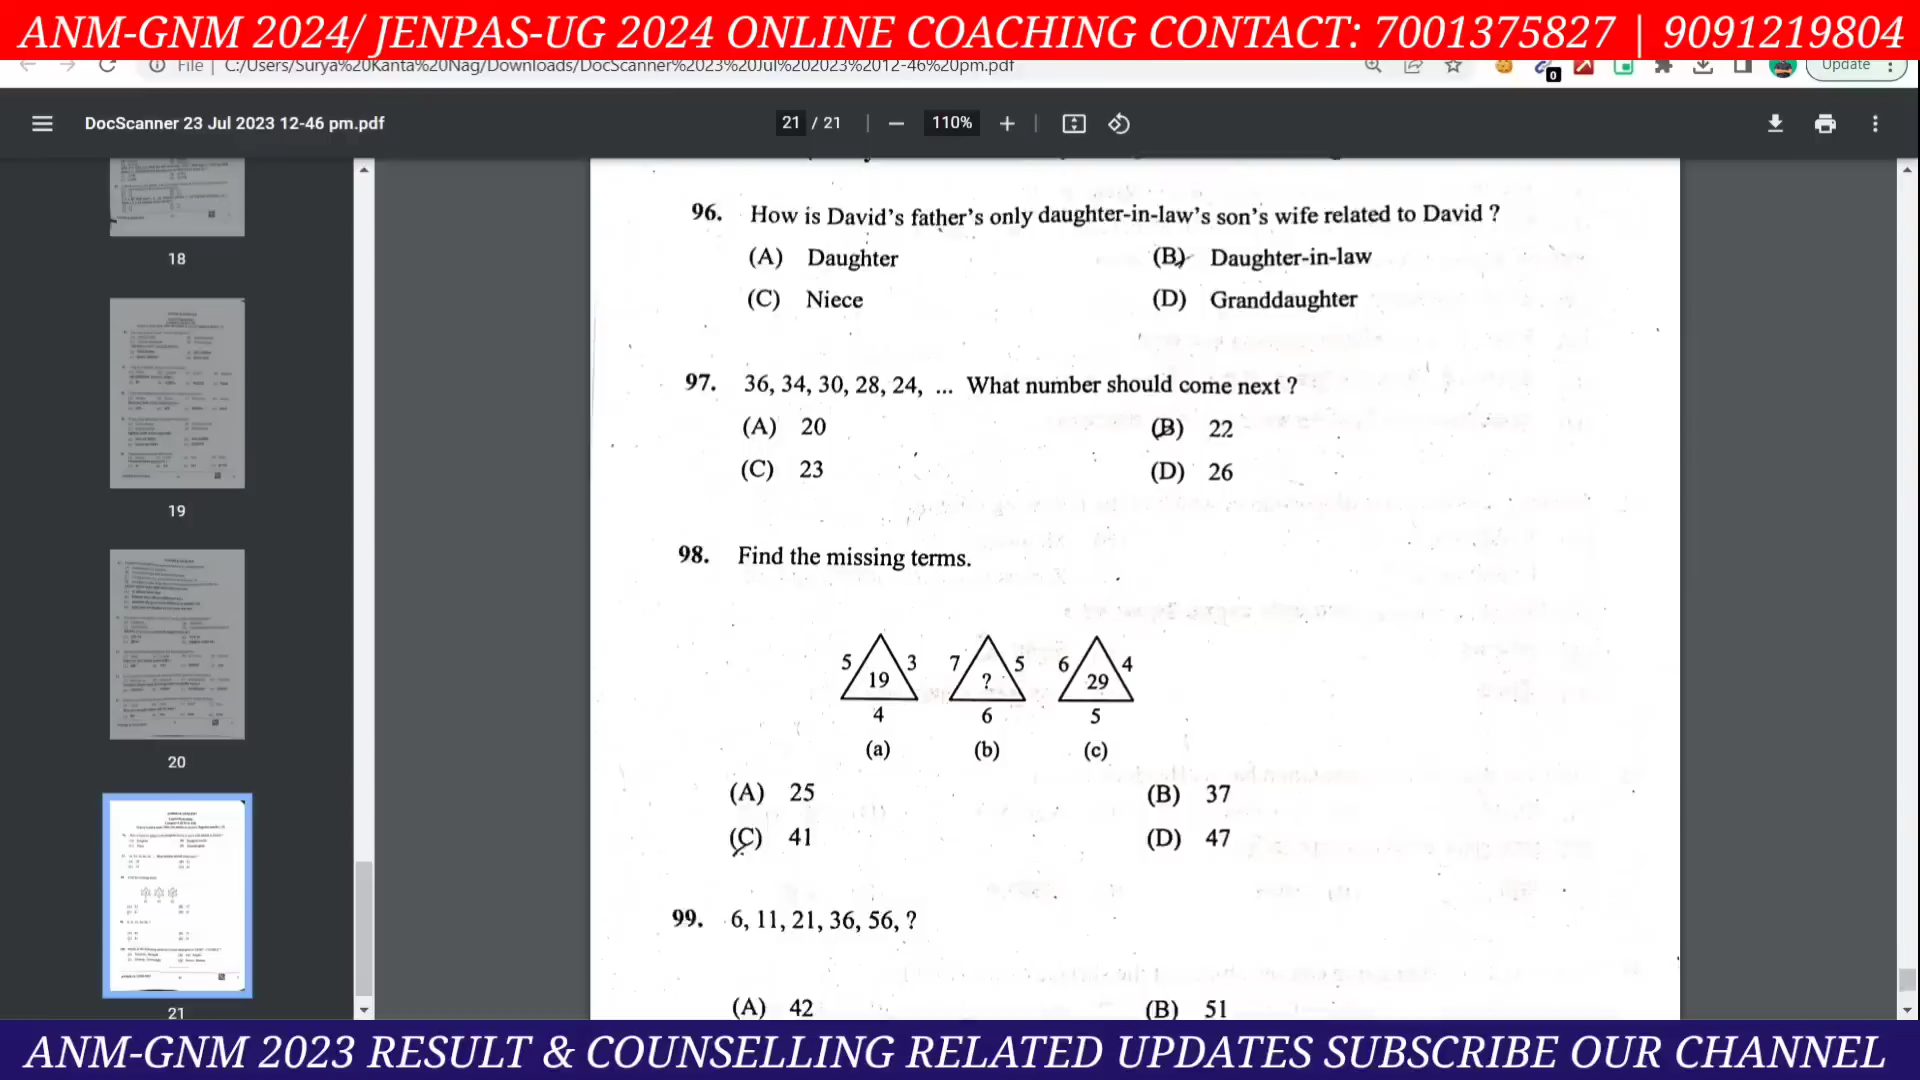 ANM-GNM 2024/ JENPAS-UG 2024 ONLINE COACHING CONTACT: 7001375827 | 9091219804
File | C:/Users/Surya%20Kanta%20Nag/Downloads/DocScanner%2023%20Jul%202023%2012-46%20pm.pdf
0
Update
DocScanner 23 Jul 2023 12-46 pm.pdf
21 / 21
110%
18
19
20
21
96. How is David's father's only daughter-in-law's son's wife related to David ?
(A) Daughter (B) Daughter-in-law
(C) Niece (D) Granddaughter
97. 36, 34, 30, 28, 24, ... What number should come next ?
(A) 20 (B) 22
(C) 23 (D) 26
98. Find the missing terms.
5 3 7 5 6 4
19 ? 29
4 6 5
(a) (b) (c)
(A) 25 (B) 37
(C) 41 (D) 47
99. 6, 11, 21, 36, 56, ?
(A) 42 (B) 51
ANM-GNM 2023 RESULT & COUNSELLING RELATED UPDATES SUBSCRIBE OUR CHANNEL